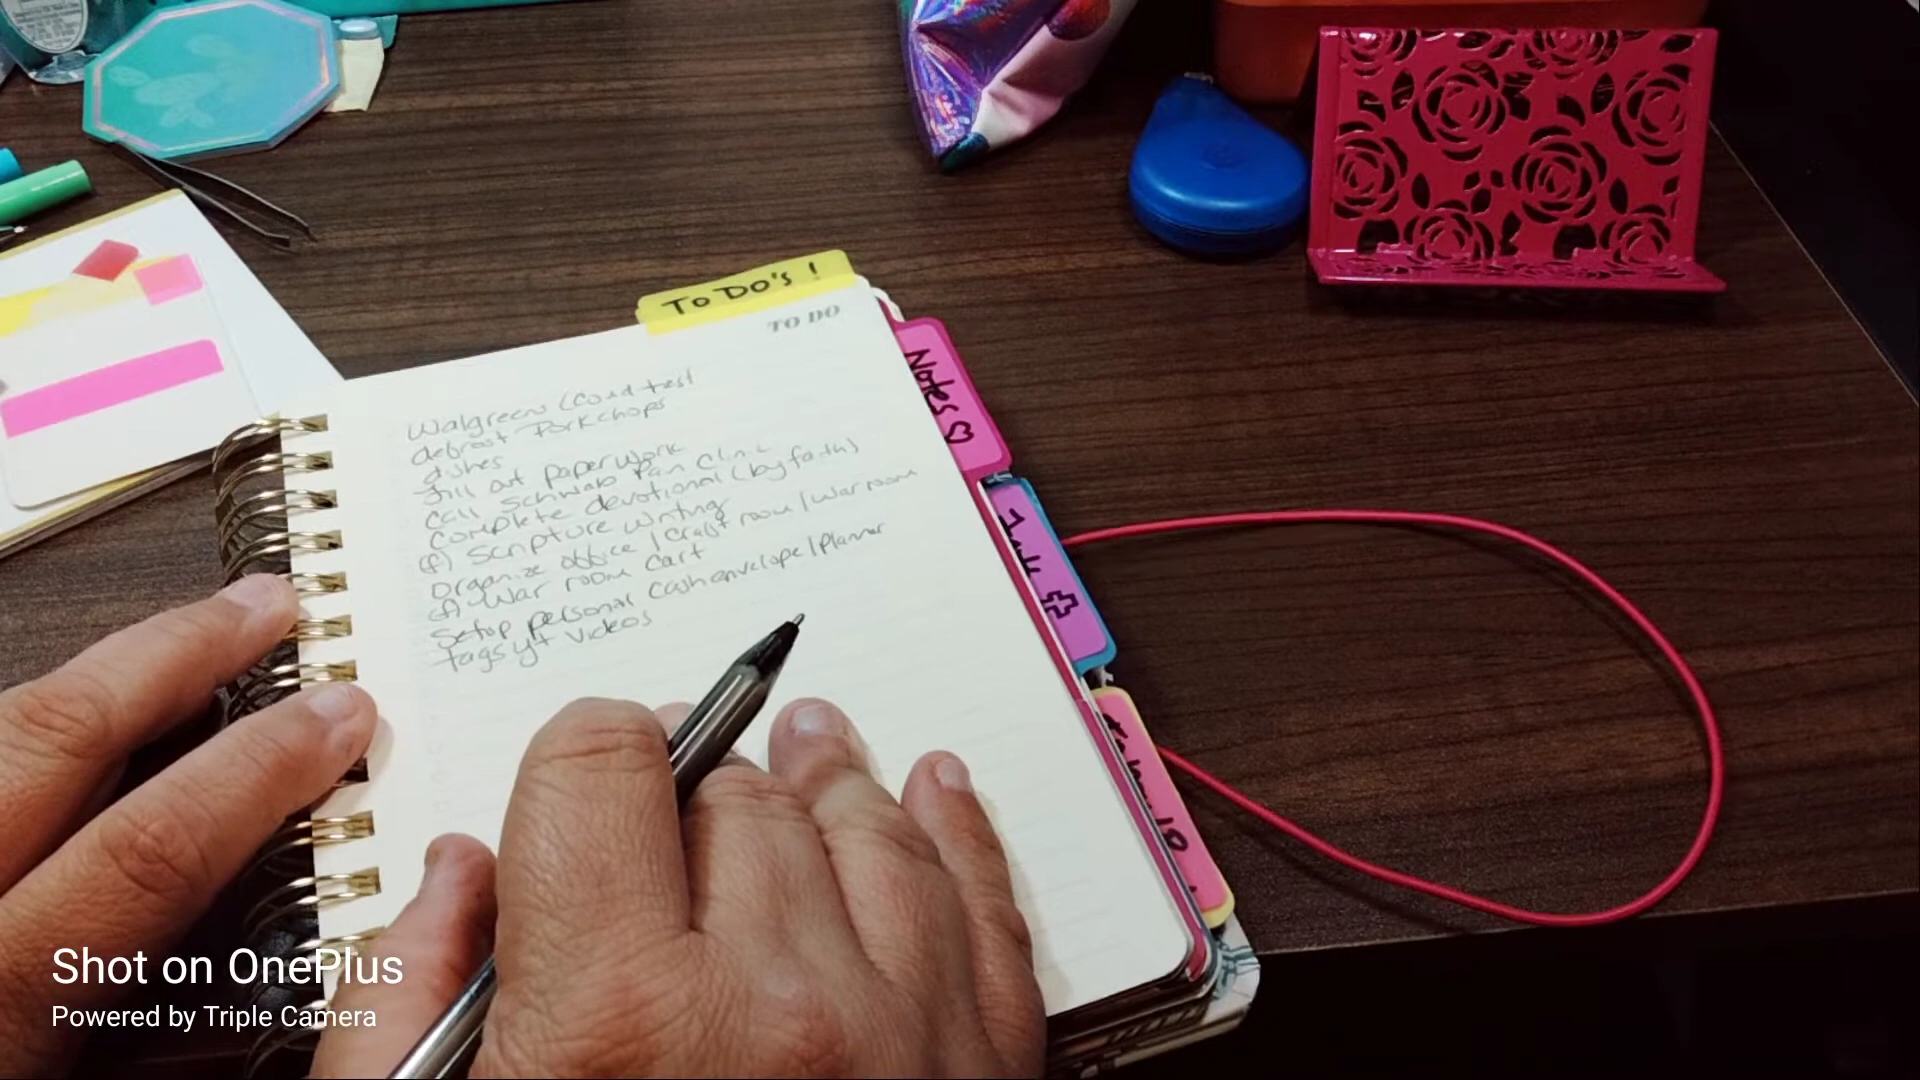 TO DO's !
TO DO
Walgreens (Covid test
defrost Porkchops
dishes
fill out paperwork
call Schwab Pain Clinic
complete devotional (by faith)
(f) Scripture writing
Organize office / craft room / war room
(f) War room cart
Setup personal cash envelope / Planner
tags yt videos
Notes
Shot on OnePlus
Powered by Triple Camera